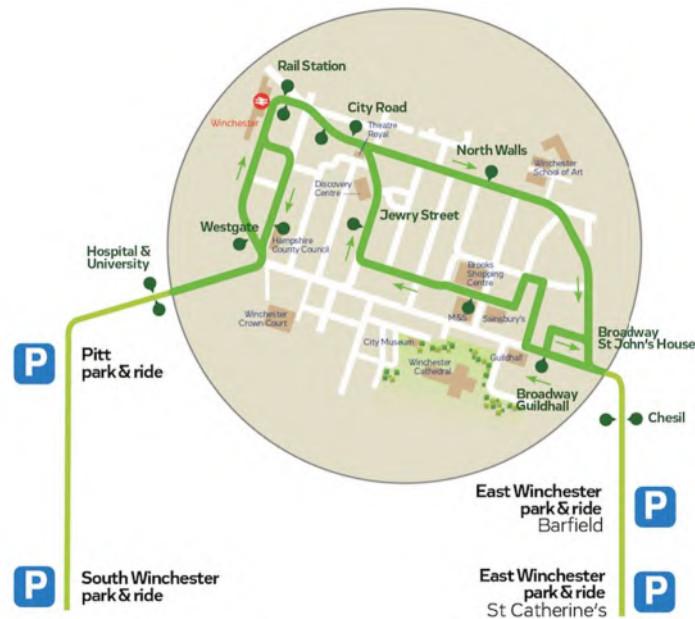 Rail Station
City Road
Winchester
Theatre
Royal
North Walls
Winchester
School of Art
Discovery
Centre
Jewry Street
Westgate
Hampshire
County Council
Hospital &
University
Brooks
Shopping
Centre
M&S
Sainsbury's
Winchester
Crown Court
City Museum
Winchester
Cathedral
Guildhall
Broadway
St John's House
Broadway
Guildhall
P
Pitt
park & ride
Chesil
East Winchester
park & ride
Barfield
P
P
South Winchester
park & ride
East Winchester
park & ride
St Catherine's
P